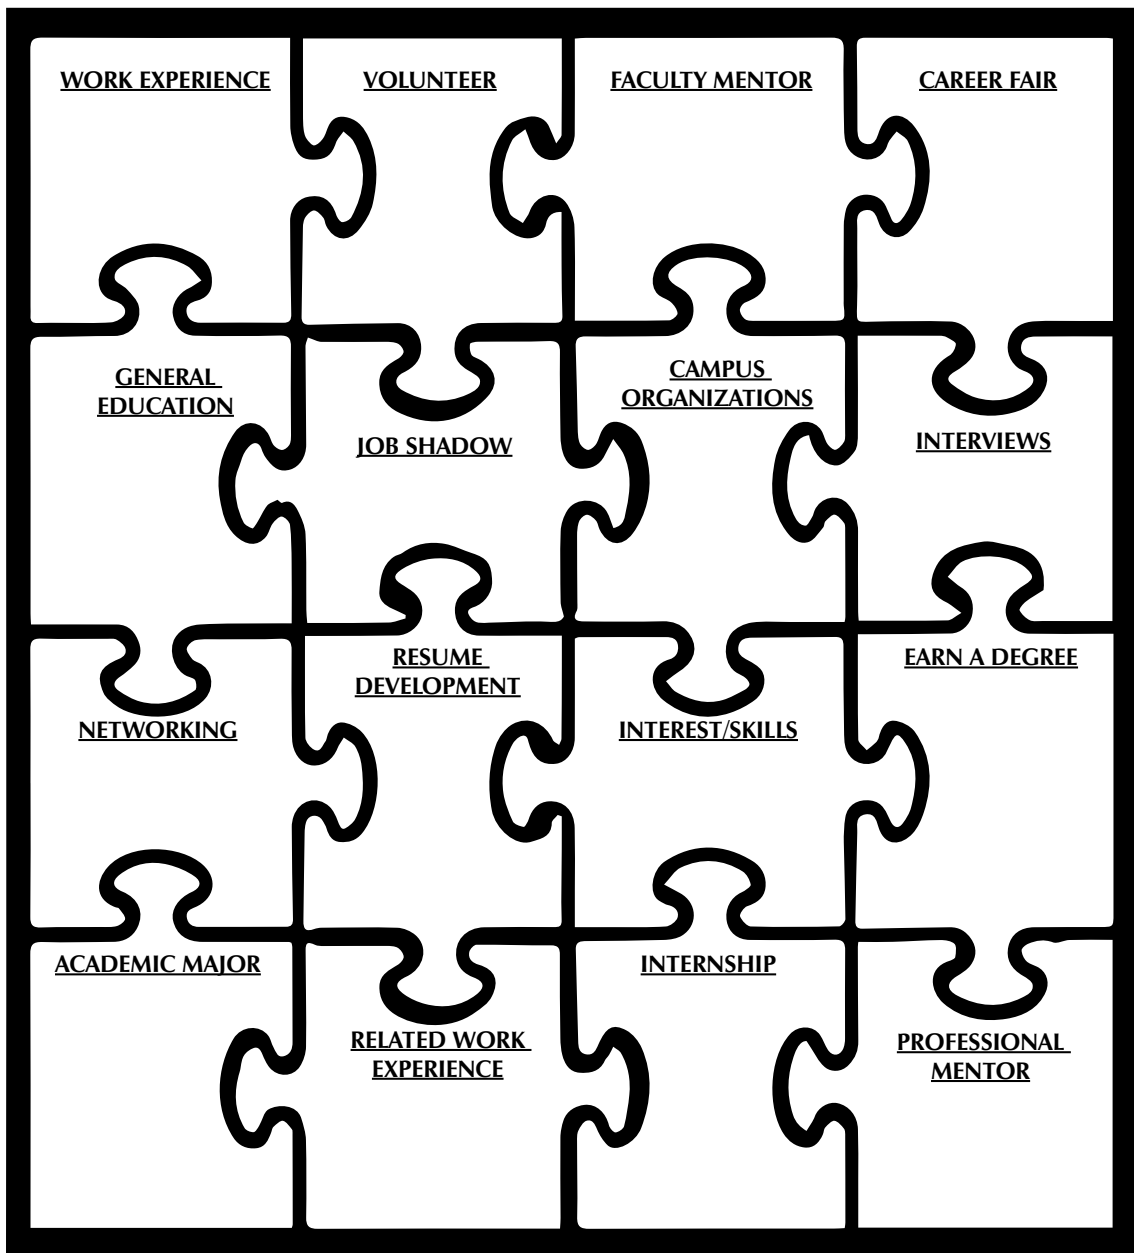 WORK EXPERIENCE
VOLUNTEER
FACULTY MENTOR
CAREER FAIR
GENERAL
EDUCATION
JOB SHADOW
CAMPUS
ORGANIZATIONS
INTERVIEWS
NETWORKING
RESUME
DEVELOPMENT
INTEREST/SKILLS
EARN A DEGREE
ACADEMIC MAJOR
RELATED WORK
EXPERIENCE
INTERNSHIP
PROFESSIONAL
MENTOR